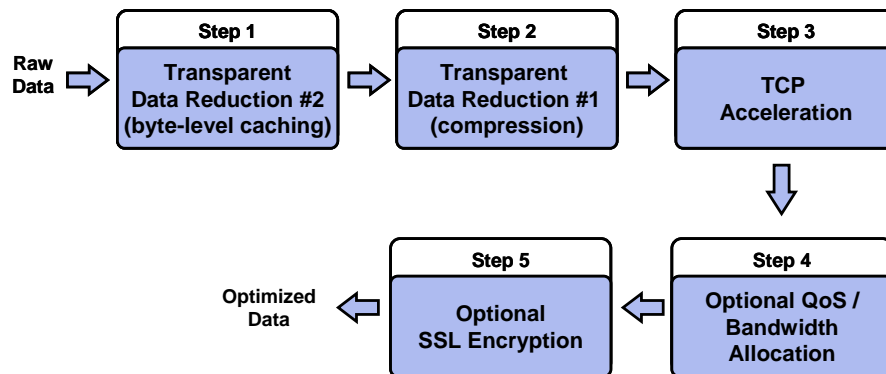 Raw
Data
Step 1
Transparent
Data Reduction #2
(byte-level caching)
Step 2
Transparent
Data Reduction #1
(compression)
Step 3
TCP
Acceleration
Step 4
Optional QoS /
Bandwidth
Allocation
Step 5
Optional
SSL Encryption
Optimized
Data